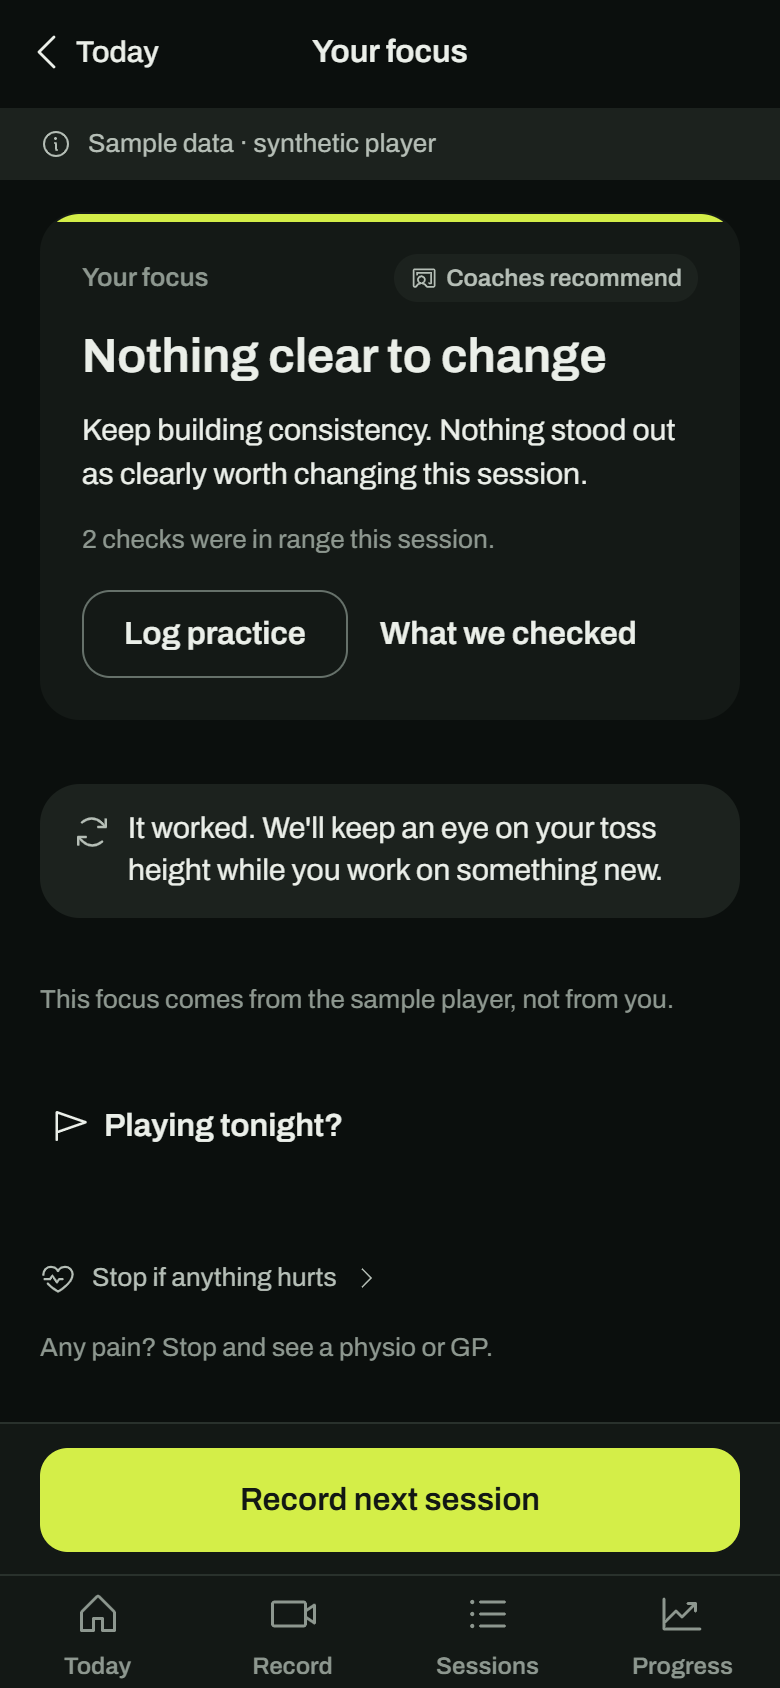 Today
Your focus
Sample data · synthetic player
Your focus
Coaches recommend
Nothing clear to change
Keep building consistency. Nothing stood out
as clearly worth changing this session.
2 checks were in range this session.
Log practice
What we checked
It worked. We'll keep an eye on your toss
height while you work on something new.
This focus comes from the sample player, not from you.
Playing tonight?
Stop if anything hurts
Any pain? Stop and see a physio or GP.
Record next session
Today
Record
Sessions
Progress